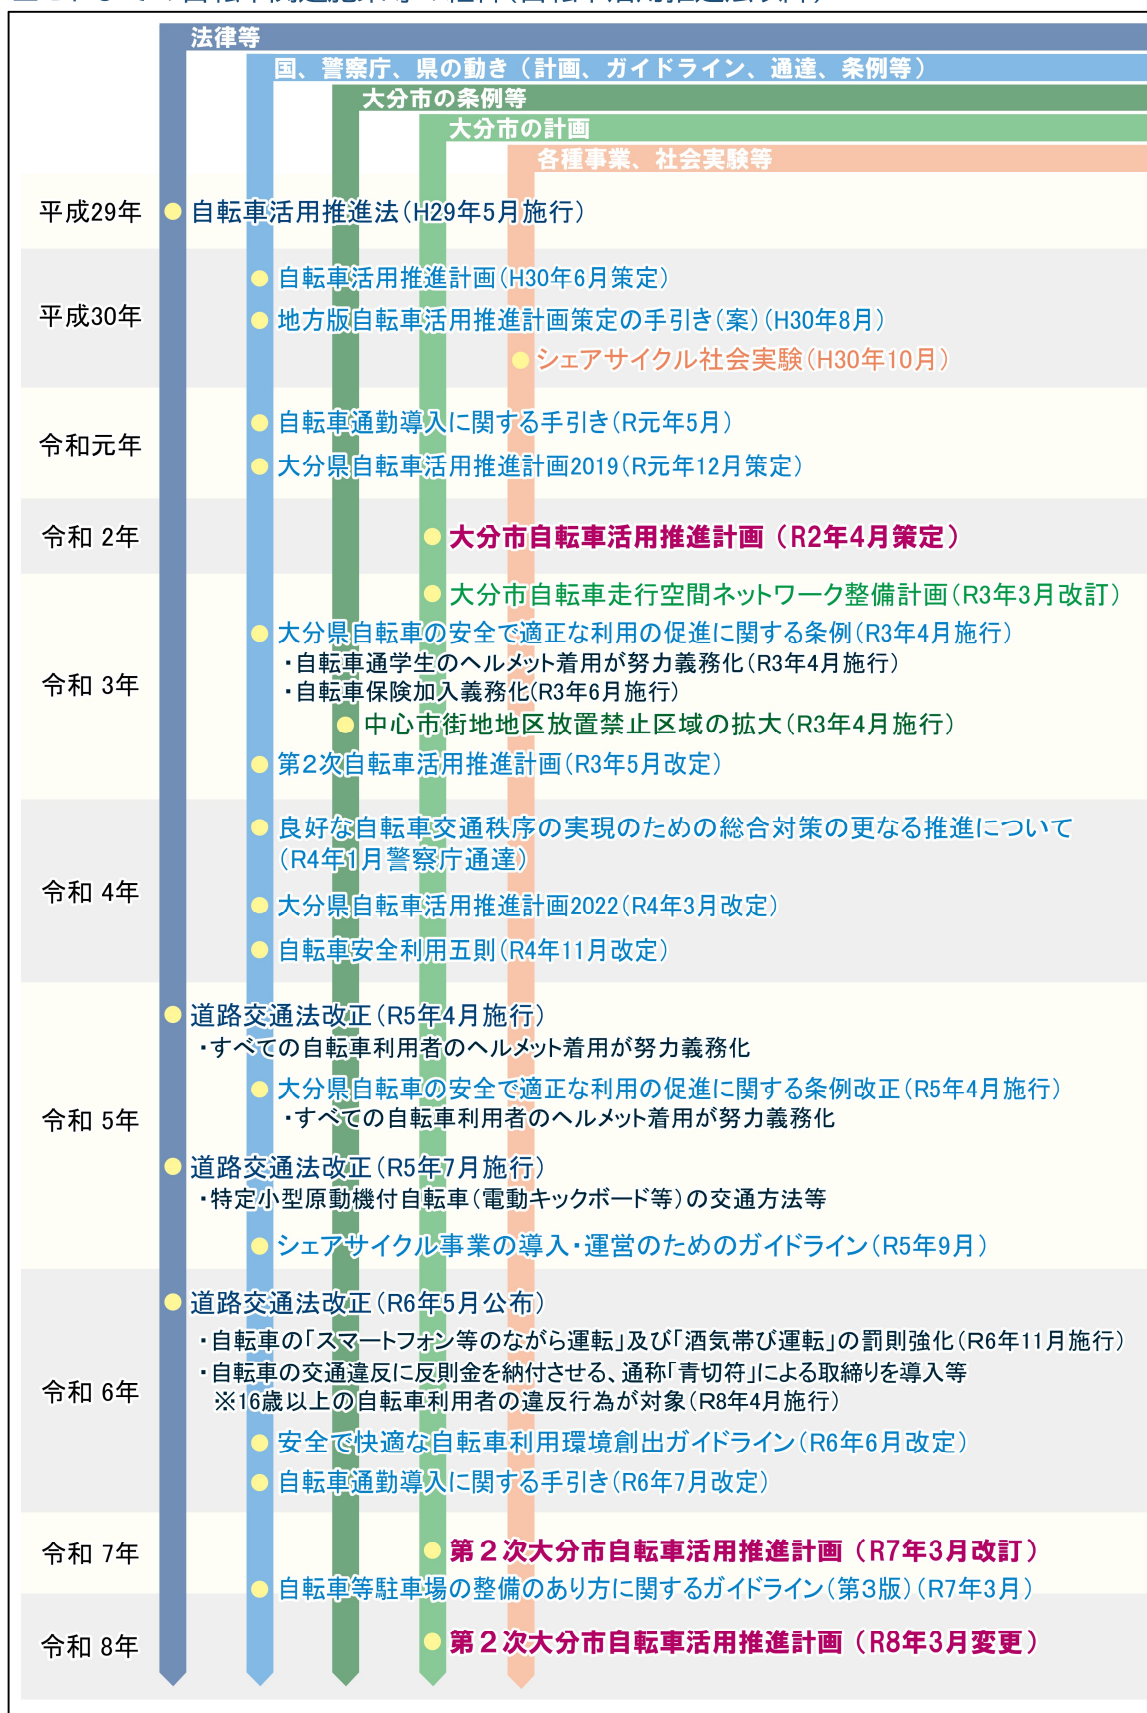 法律等
国、警察庁、県の動き（計画、ガイドライン、通達、条例等）
大分市の条例等
大分市の計画
各種事業、社会実験等
平成29年
自転車活用推進法（H29年5月施行）
平成30年
自転車活用推進計画（H30年6月策定）
地方版自転車活用推進計画策定の手引き（案）（H30年8月）
シェアサイクル社会実験（H30年10月）
令和元年
自転車通勤導入に関する手引き（R元年5月）
大分県自転車活用推進計画2019（R元年12月策定）
令和 2年
大分市自転車活用推進計画（R2年4月策定）
令和 3年
大分市自転車走行空間ネットワーク整備計画（R3年3月改訂）
大分県自転車の安全で適正な利用の促進に関する条例（R3年4月施行）
・自転車通学生のヘルメット着用が努力義務化（R3年4月施行）
・自転車保険加入義務化（R3年6月施行）
中心市街地地区放置禁止区域の拡大（R3年4月施行）
第2次自転車活用推進計画（R3年5月改定）
令和 4年
良好な自転車交通秩序の実現のための総合対策の更なる推進について
（R4年1月警察庁通達）
大分県自転車活用推進計画2022（R4年3月改定）
自転車安全利用五則（R4年11月改定）
令和 5年
道路交通法改正（R5年4月施行）
・すべての自転車利用者のヘルメット着用が努力義務化
大分県自転車の安全で適正な利用の促進に関する条例改正（R5年4月施行）
・すべての自転車利用者のヘルメット着用が努力義務化
道路交通法改正（R5年7月施行）
・特定小型原動機付自転車（電動キックボード等）の交通方法等
シェアサイクル事業の導入・運営のためのガイドライン（R5年9月）
令和 6年
道路交通法改正（R6年5月公布）
・自転車の「スマートフォン等のながら運転」及び「酒気帯び運転」の罰則強化（R6年11月施行）
・自転車の交通違反に反則金を納付させる、通称「青切符」による取締りを導入等
※16歳以上の自転車利用者の違反行為が対象（R8年4月施行）
安全で快適な自転車利用環境創出ガイドライン（R6年6月改定）
自転車通勤導入に関する手引き（R6年7月改定）
令和 7年
第２次大分市自転車活用推進計画（R7年3月改訂）
自転車等駐車場の整備のあり方に関するガイドライン（第3版）（R7年3月）
令和 8年
第２次大分市自転車活用推進計画（R8年3月変更）